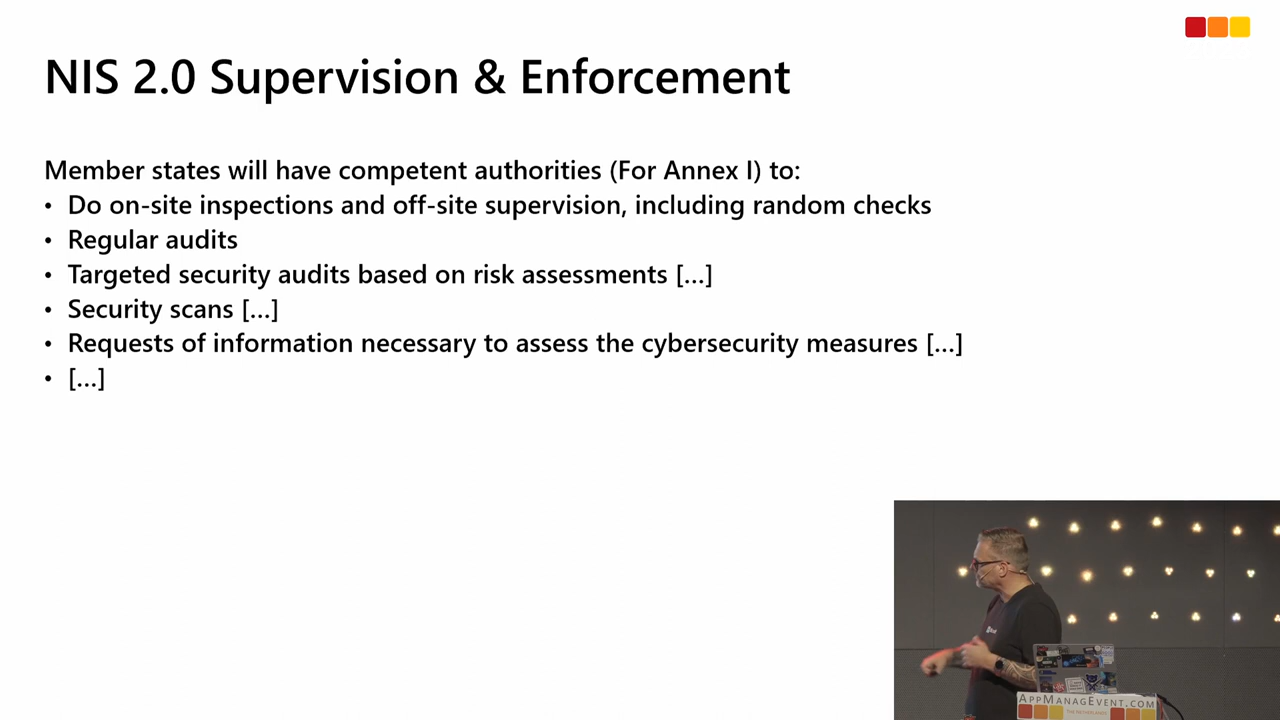 NIS 2.0 Supervision & Enforcement
Member states will have competent authorities (For Annex I) to:
• Do on-site inspections and off-site supervision, including random checks
• Regular audits
• Targeted security audits based on risk assessments [...]
• Security scans [...]
• Requests of information necessary to assess the cybersecurity measures [...]
• [...]
APPMANAGEVENT.COM
THE NETHERLANDS